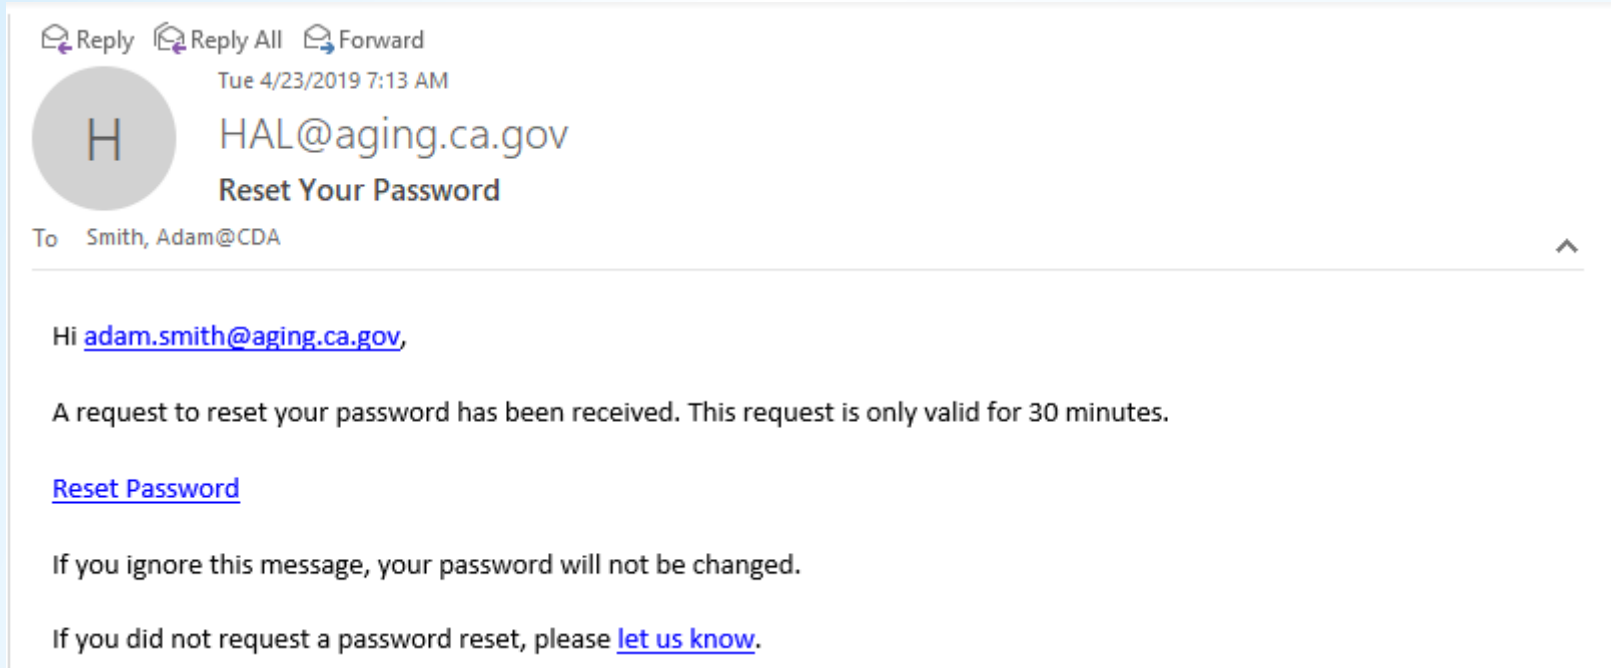 Reply Reply All Forward
Tue 4/23/2019 7:13 AM
H
HAL@aging.ca.gov
Reset Your Password
To Smith, Adam@CDA
Hi adam.smith@aging.ca.gov,
A request to reset your password has been received. This request is only valid for 30 minutes.
Reset Password
If you ignore this message, your password will not be changed.
If you did not request a password reset, please let us know.